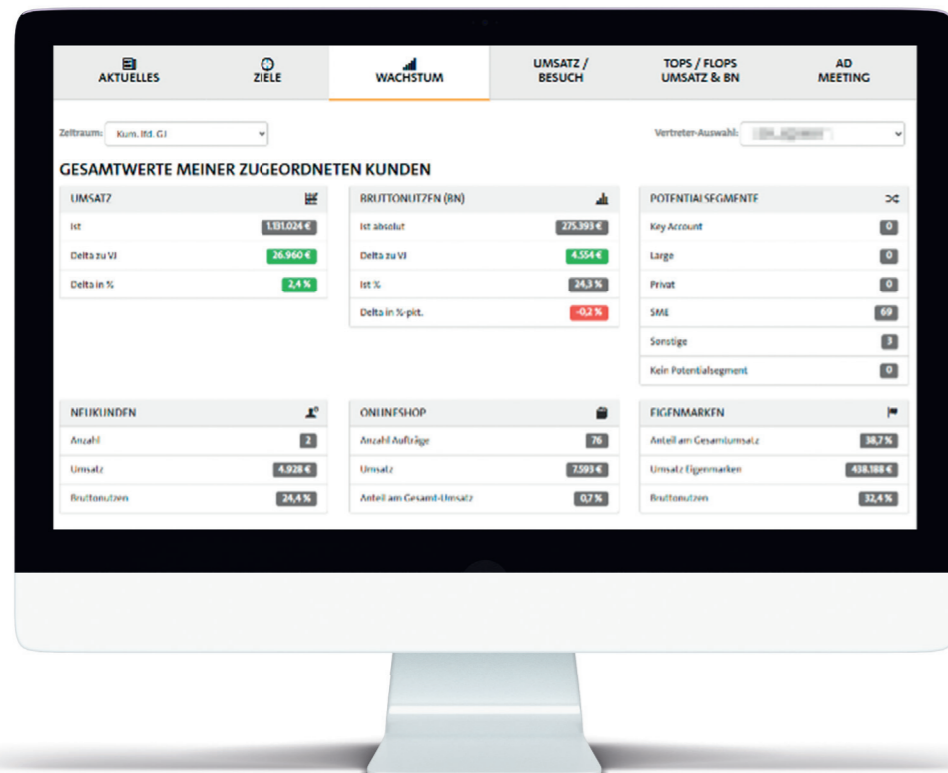 AKTUELLES
ZIELE
WACHSTUM
UMSATZ /
BESUCH
TOPS / FLOPS
UMSATZ & BN
AD
MEETING
Zeitraum: Kum. lfd. GJ
Vertreter-Auswahl:
GESAMTWERTE MEINER ZUGEORDNETEN KUNDEN
UMSATZ
Ist 1.131.024 €
Delta zu VJ 26.960 €
Delta in % 2,4 %
BRUTTONUTZEN (BN)
Ist absolut 275.393 €
Delta zu VJ 4.554 €
Ist % 24,3 %
Delta in %-pkt. -0,2 %
POTENTIALSEGMENTE
Key Account 0
Large 0
Privat 0
SME 69
Sonstige 3
Kein Potentialsegment 0
NEUKUNDEN
Anzahl 2
Umsatz 4.928 €
Bruttonutzen 24,4 %
ONLINESHOP
Anzahl Aufträge 76
Umsatz 7.593 €
Anteil am Gesamt-Umsatz 0,7 %
EIGENMARKEN
Anteil am Gesamtumsatz 38,7 %
Umsatz Eigenmarken 438.188 €
Bruttonutzen 32,4 %